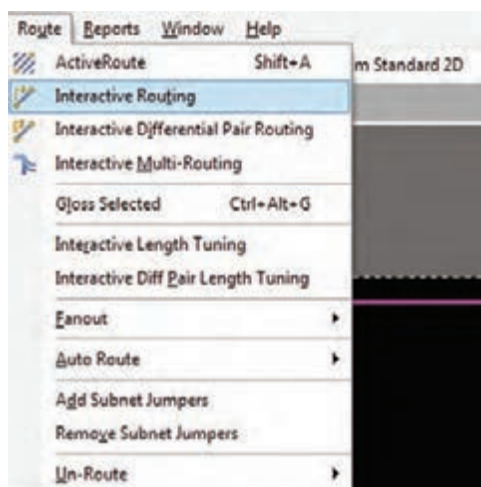 Route Reports Window Help
ActiveRoute Shift+A
m Standard 2D
Interactive Routing
Interactive Differential Pair Routing
Interactive Multi-Routing
Gloss Selected Ctrl+Alt+G
Interactive Length Tuning
Interactive Diff Pair Length Tuning
Fanout
Auto Route
Add Subnet Jumpers
Remove Subnet Jumpers
Un-Route